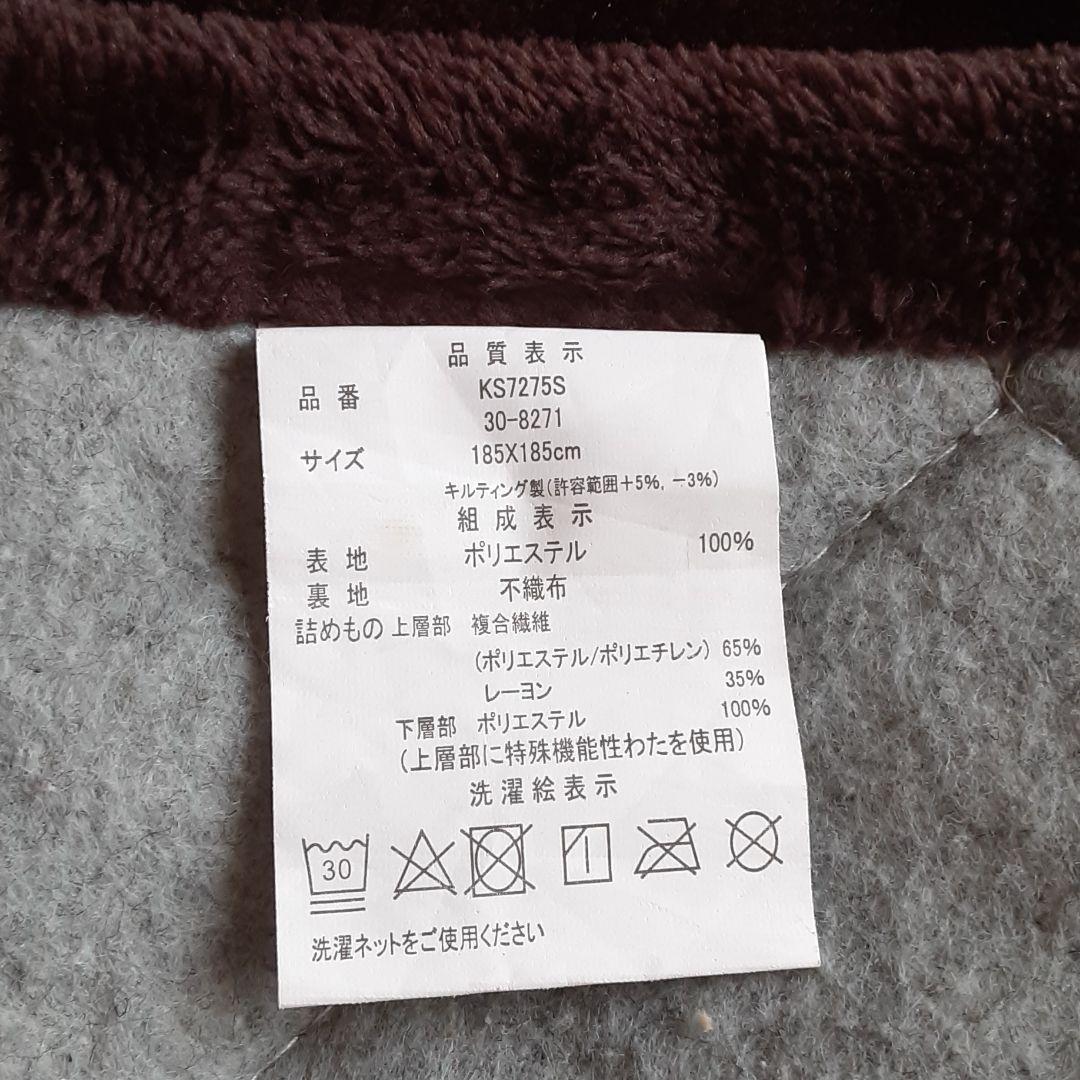 品質表示
品番 KS7275S
30-8271
サイズ 185X185cm
キルティング製(許容範囲+5%, -3%)
組成表示
表地 ポリエステル 100%
裏地 不織布
詰めもの 上層部 複合繊維
(ポリエステル/ポリエチレン) 65%
レーヨン 35%
下層部 ポリエステル 100%
(上層部に特殊機能性わたを使用)
洗濯絵表示
30
洗濯ネットをご使用ください